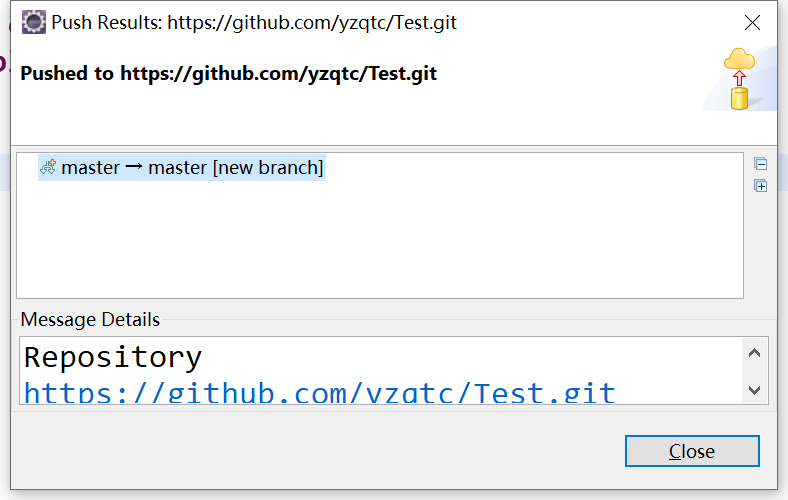 Push Results: https://github.com/yzqtc/Test.git
Pushed to https://github.com/yzqtc/Test.git
master → master [new branch]
Message Details
Repository
https://github.com/yzqtc/Test.git
Close